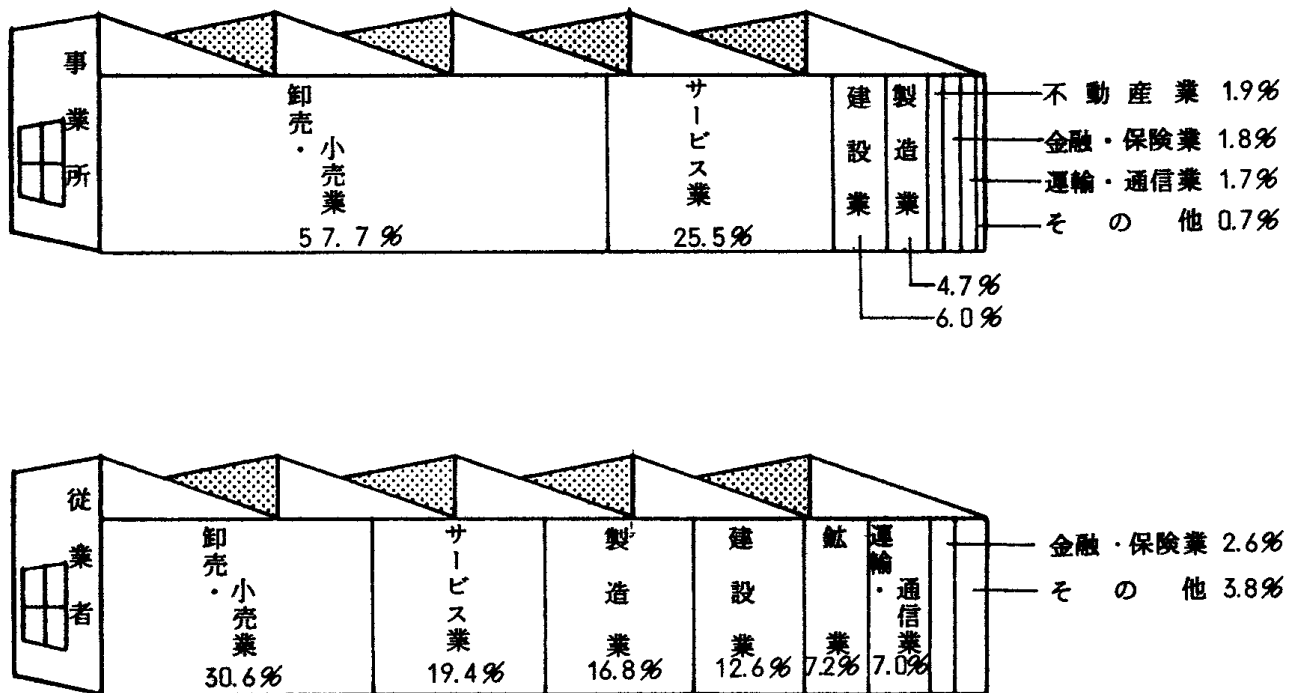 事業所
卸売・小売業
57.7%
サービス業
25.5%
建設業
製造業
不動産業 1.9%
金融・保険業 1.8%
運輸・通信業 1.7%
その他 0.7%
4.7%
6.0%
従業者
卸売・小売業
30.6%
サービス業
19.4%
製造業
16.8%
建設業
12.6%
鉱業
7.2%
運輸・通信業
7.0%
金融・保険業 2.6%
その他 3.8%